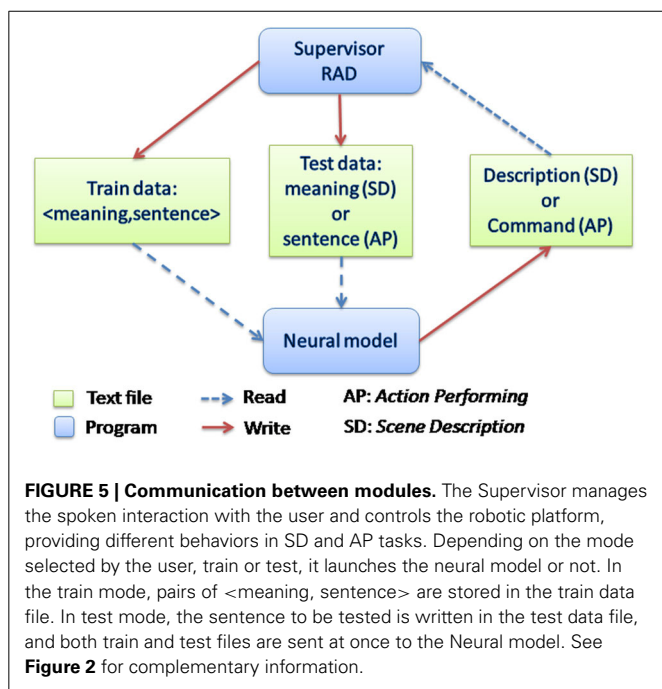 Supervisor
RAD
Train data:
<meaning,sentence>
Test data:
meaning (SD)
or
sentence (AP)
Description (SD)
or
Command (AP)
Neural model
Text file
Read
AP: Action Performing
Program
Write
SD: Scene Description
FIGURE 5 | Communication between modules. The Supervisor manages
the spoken interaction with the user and controls the robotic platform,
providing different behaviors in SD and AP tasks. Depending on the mode
selected by the user, train or test, it launches the neural model or not. In
the train mode, pairs of <meaning, sentence> are stored in the train data
file. In test mode, the sentence to be tested is written in the test data file,
and both train and test files are sent at once to the Neural model. See
Figure 2 for complementary information.